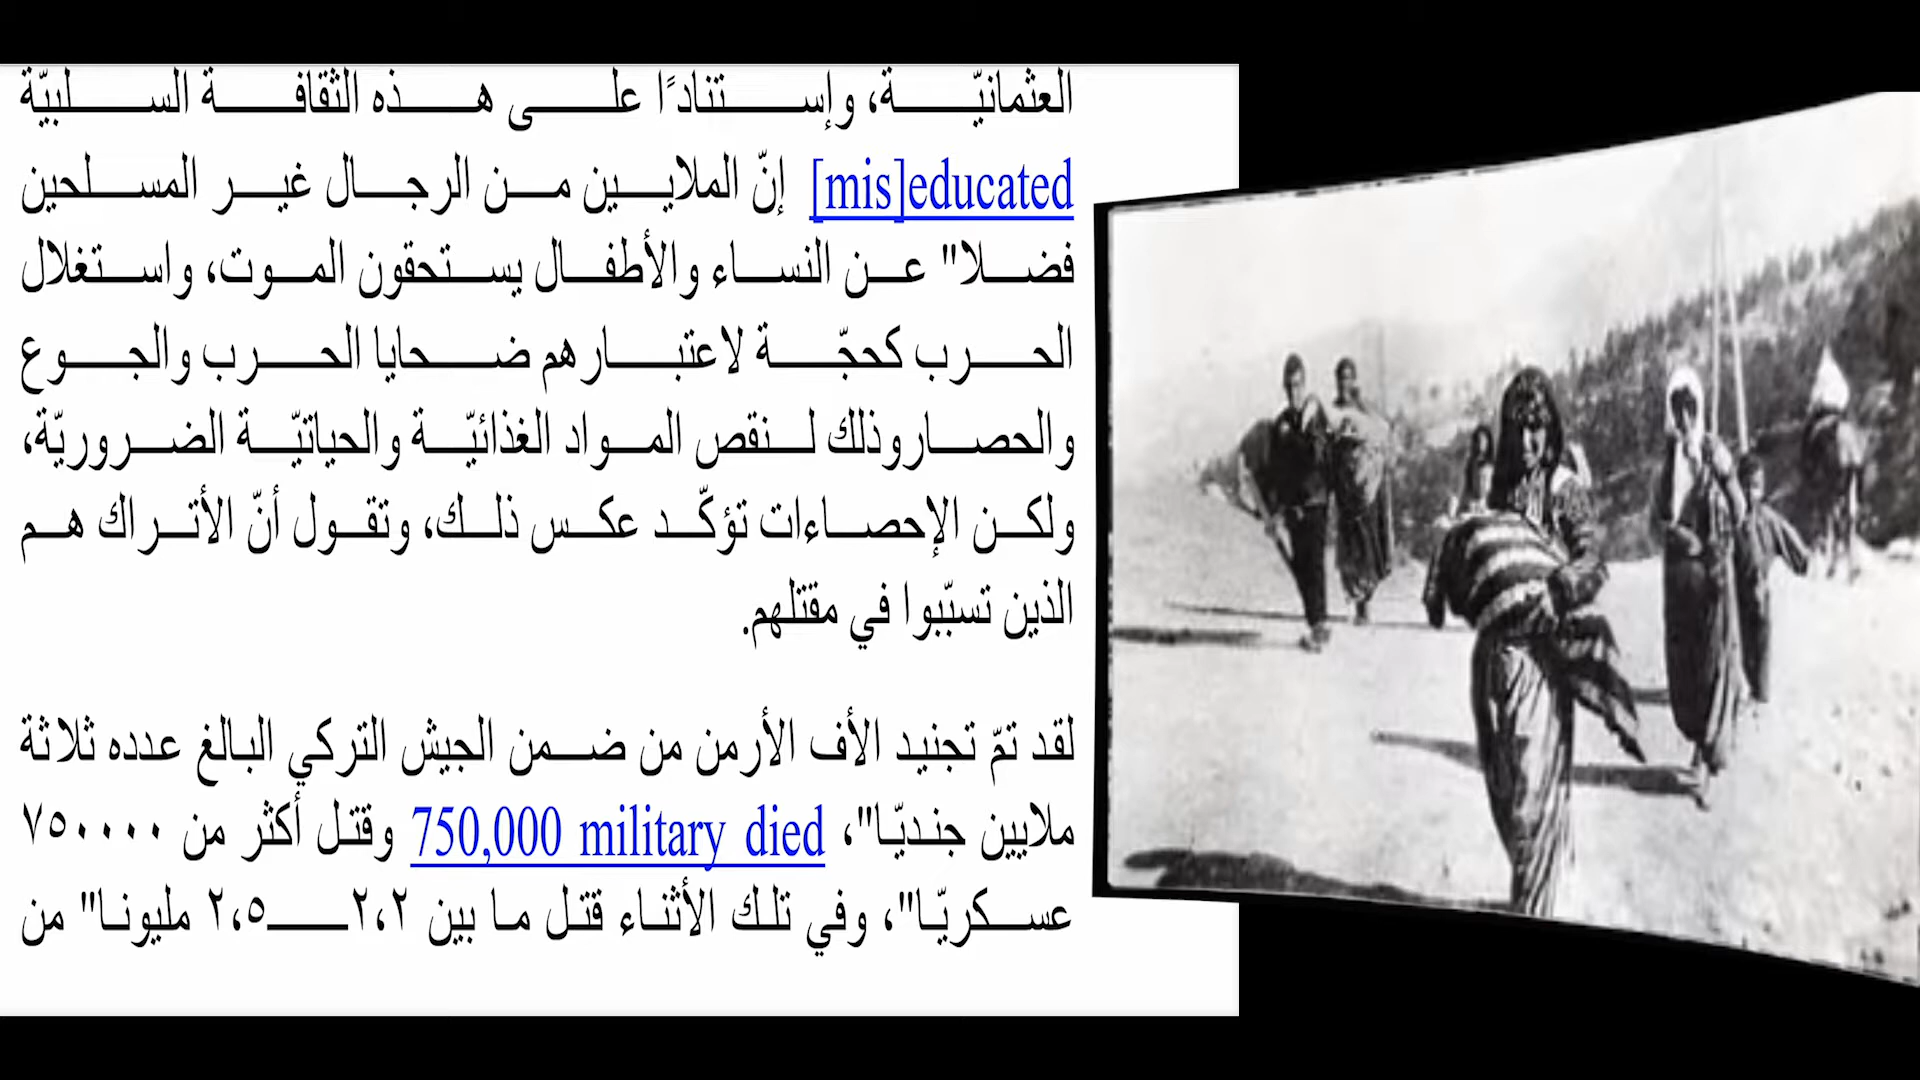 العثمانيّة، وإستنادًا على هذه الثقافة السلبيّة
[mis]educated إنّ الملايين من الرجال غير المسلحين
فضلا" عن النساء والأطفال يستحقون الموت، واستغلال
الحرب كحجّة لاعتبارهم ضحايا الحرب والجوع
والحصاروذلك لنقص المواد الغذائيّة والحياتيّة الضروريّة،
ولكن الإحصاءات تؤكّد عكس ذلك، وتقول أنّ الأتراك هم
الذين تسبّبوا في مقتلهم.
لقد تمّ تجنيد الأف الأرمن من ضمن الجيش التركي البالغ عدده ثلاثة
ملايين جنديّا"، 750,000 military died وقتل أكثر من ٧٥٠٠٠٠
عسكريّا"، وفي تلك الأثناء قتل ما بين ٢،٢ـــ٢،٥ مليونا" من